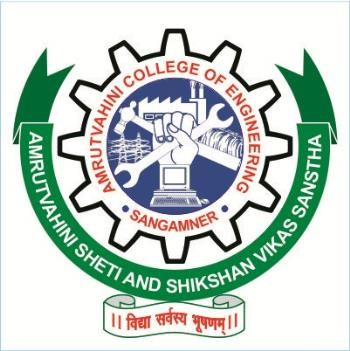 AMRUTVAHINI COLLEGE OF ENGINEERING
• SANGAMNER •
AMRUTVAHINI SHETI AND SHIKSHAN VIKAS SANSTHA
।। विद्या सर्वस्य भूषणम् ।।